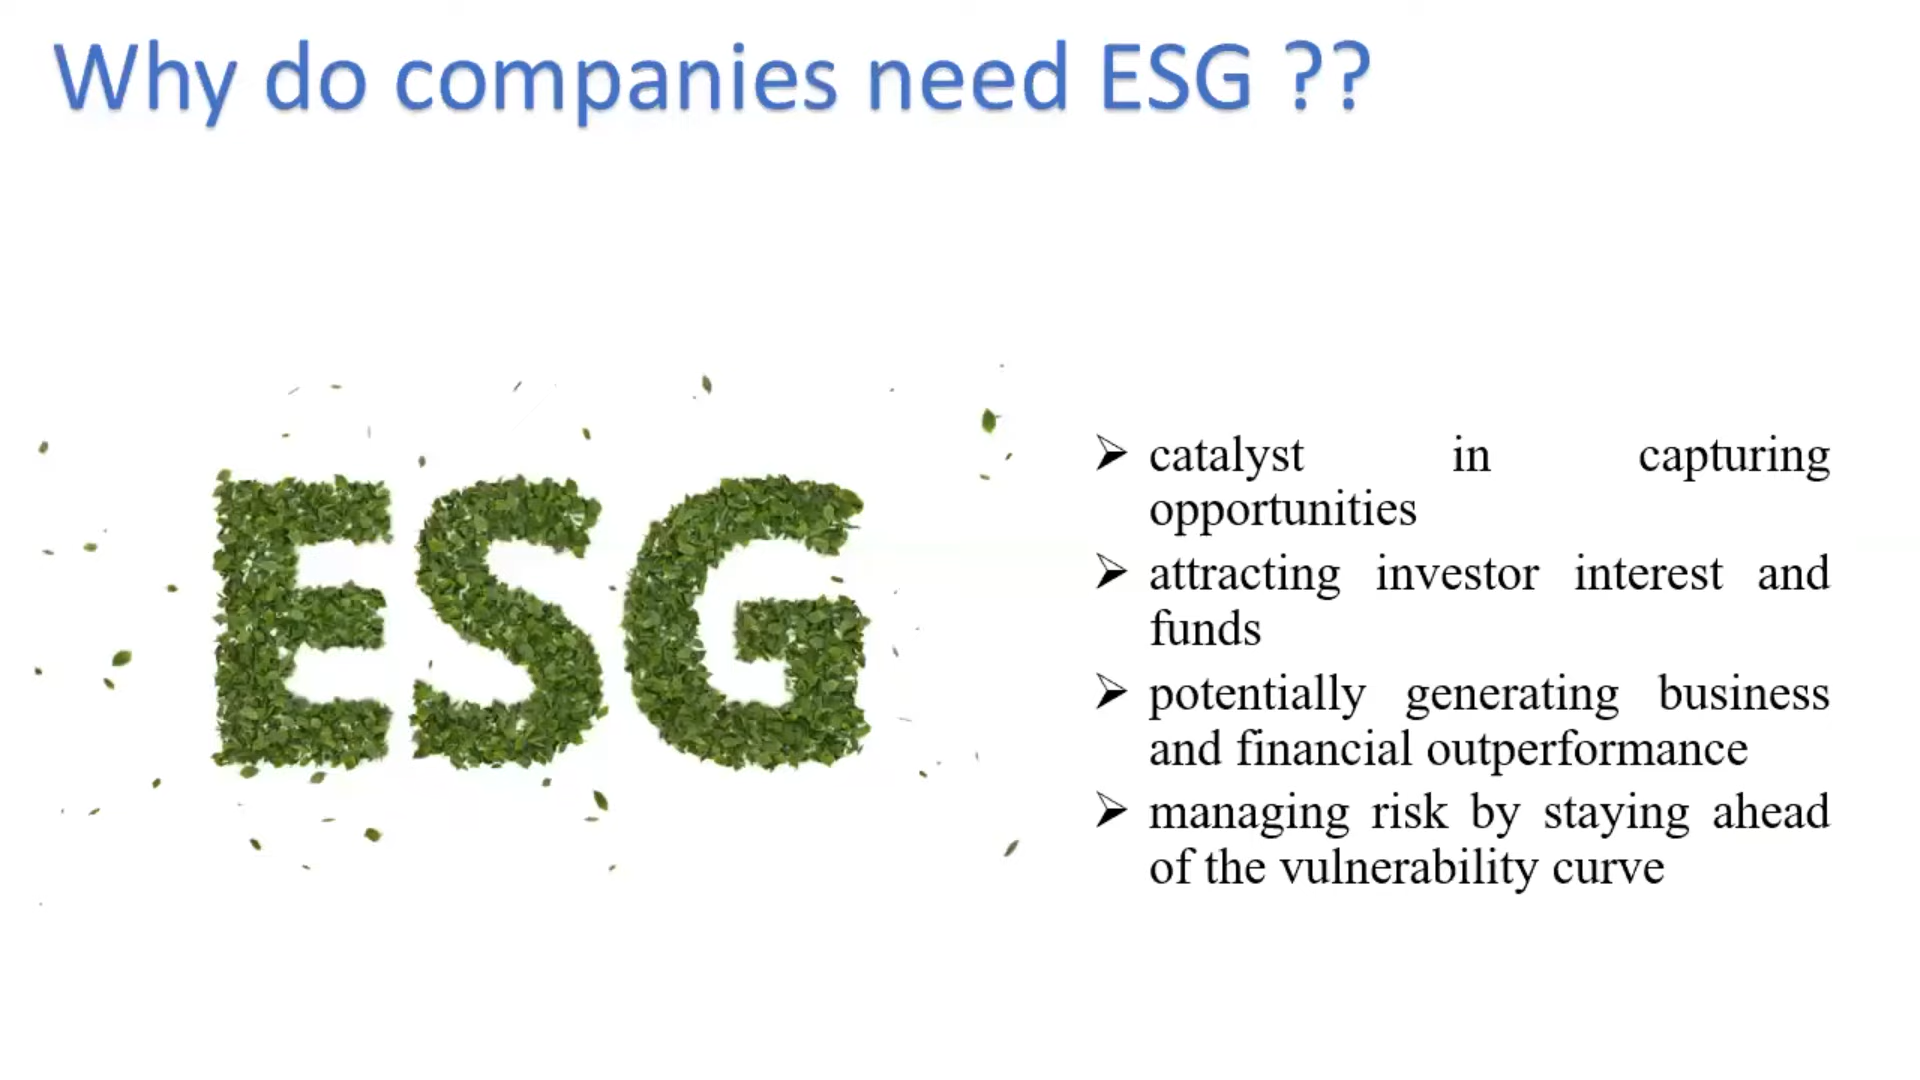 Why do companies need ESG ??
ESG
➢ catalyst in capturing
opportunities
➢ attracting investor interest and
funds
➢ potentially generating business
and financial outperformance
➢ managing risk by staying ahead
of the vulnerability curve